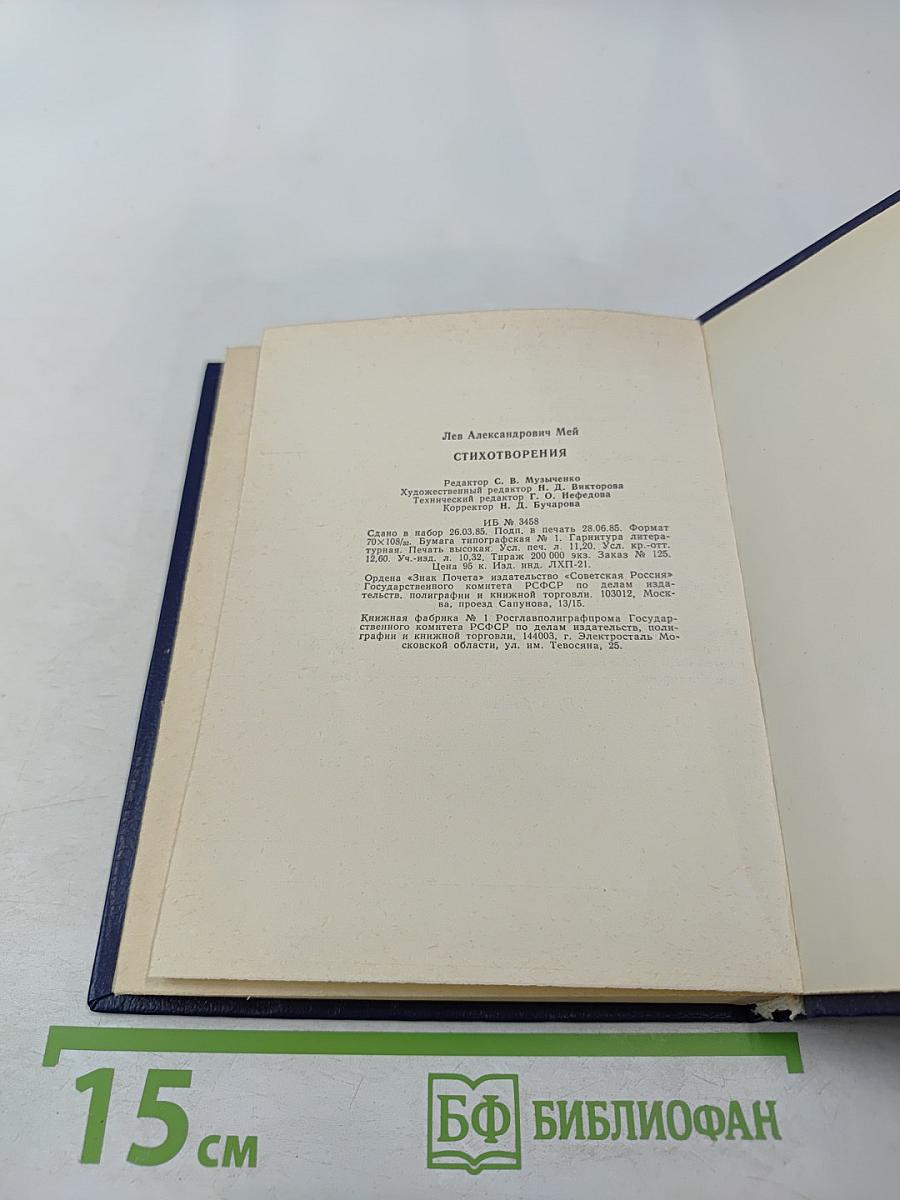 Лев Александрович Мей
СТИХОТВОРЕНИЯ
Редактор С. В. Музыченко
Художественный редактор Н. Д. Викторова
Технический редактор Г. О. Нефедова
Корректор Н. Д. Бучарова
ИБ № 3458
Сдано в набор 26.03.85. Подп. в печать 28.06.85. Формат
70×108/32. Бумага типографская № 1. Гарнитура литера-
турная. Печать высокая. Усл. печ. л. 11,20. Усл. кр.-отт.
12,60. Уч.-изд. л. 10,32. Тираж 200 000 экз. Заказ № 125.
Цена 95 к. Изд. инд. ЛХП-21.
Ордена «Знак Почета» издательство «Советская Россия»
Государственного комитета РСФСР по делам изда-
тельств, полиграфии и книжной торговли. 103012, Моск-
ва, проезд Сапунова, 13/15.
Книжная фабрика № 1 Росглавполиграфпрома Государ-
ственного комитета РСФСР по делам издательств, поли-
графии и книжной торговли, 144003, г. Электросталь Мо-
сковской области, ул. им. Тевосяна, 25.
15 см
БФ БИБЛИОФАН